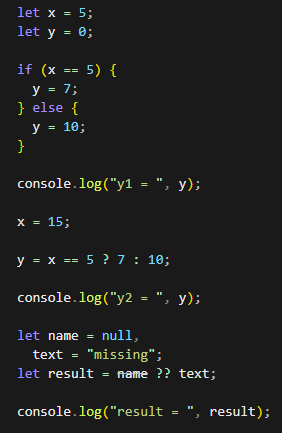 let x = 5;
let y = 0;
if (x == 5) {
  y = 7;
} else {
  y = 10;
}
console.log("y1 = ", y);
x = 15;
y = x == 5 ? 7 : 10;
console.log("y2 = ", y);
let name = null,
  text = "missing";
let result = name ?? text;
console.log("result = ", result);